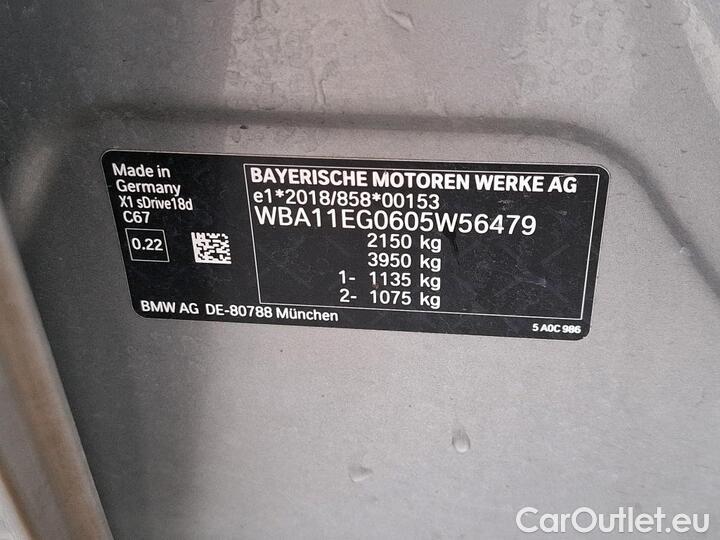 Made in
Germany
X1 sDrive18d
C67
0.22
BMW AG DE-80788 München
BAYERISCHE MOTOREN WERKE AG
e1*2018/858*00153
WBA11EG0605W56479
2150 kg
3950 kg
1- 1135 kg
2- 1075 kg
5 A0C 986
CarOutlet.eu